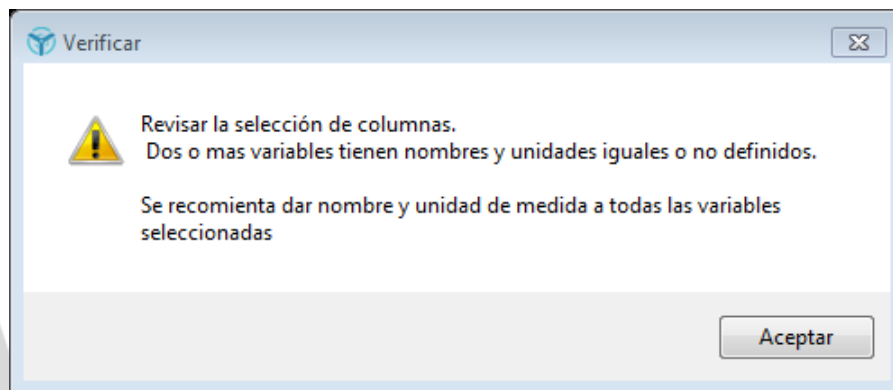 Verificar
Revisar la selección de columnas.
Dos o mas variables tienen nombres y unidades iguales o no definidos.
Se recomienta dar nombre y unidad de medida a todas las variables
seleccionadas
Aceptar